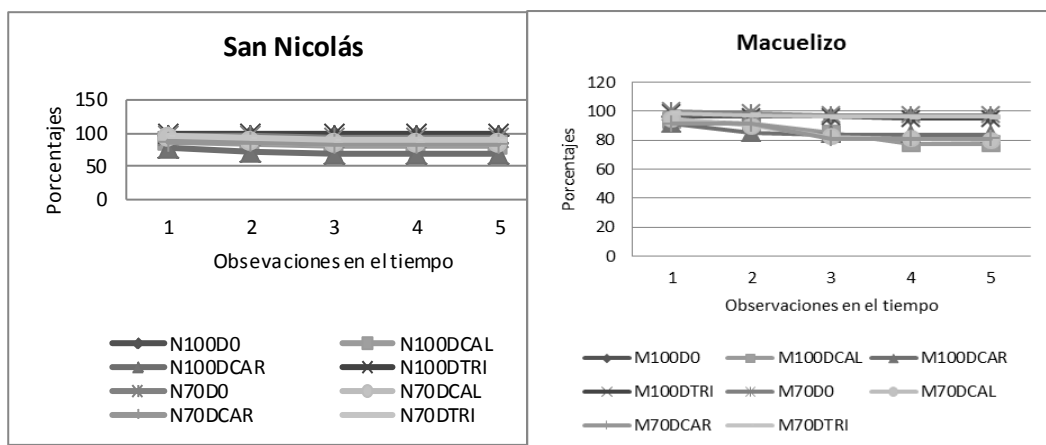 San Nicolás
150
100
50
0
Porcentajes
1 2 3 4 5
Obsevaciones en el tiempo
N100D0 N100DCAL
N100DCAR N100DTRI
N70D0 N70DCAL
N70DCAR N70DTRI
Macuelizo
120
100
80
60
40
20
0
Porcentajes
1 2 3 4 5
Observaciones en el tiempo
M100D0 M100DCAL M100DCAR
M100DTRI M70D0 M70DCAL
M70DCAR M70DTRI